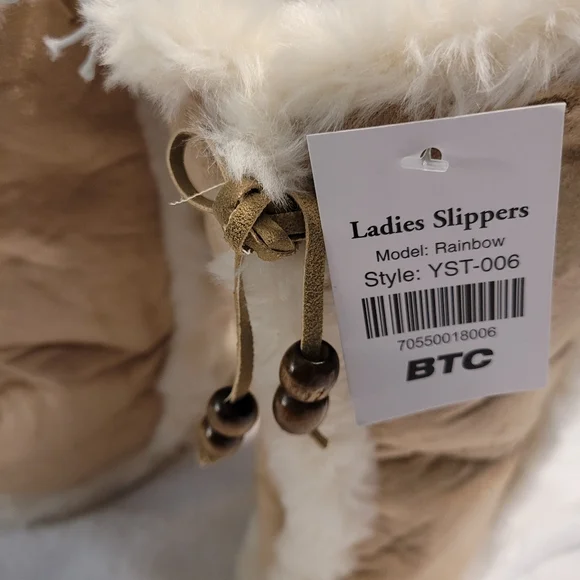 Ladies Slippers
Model: Rainbow
Style: YST-006
70550018006
BTC